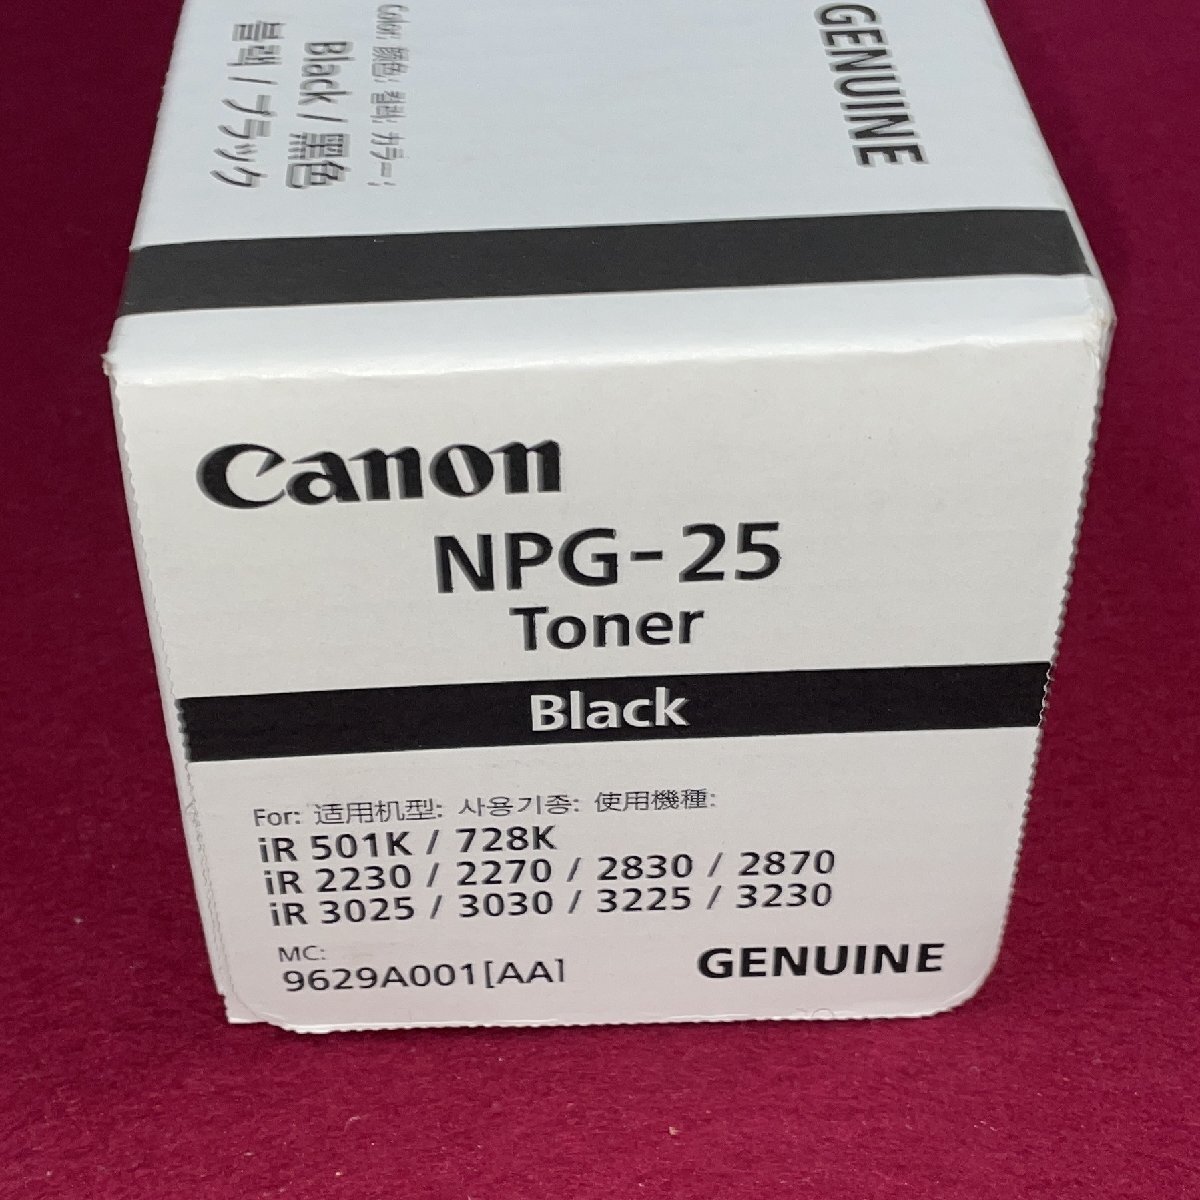 GENUINE
Color: 颜色: 컬러: カラー:
Black / 黑色
블랙 / ブラック
Canon
NPG-25
Toner
Black
For: 适用机型: 사용기종: 使用機種:
iR 501K / 728K
iR 2230 / 2270 / 2830 / 2870
iR 3025 / 3030 / 3225 / 3230
MC:
9629A001[AA]
GENUINE